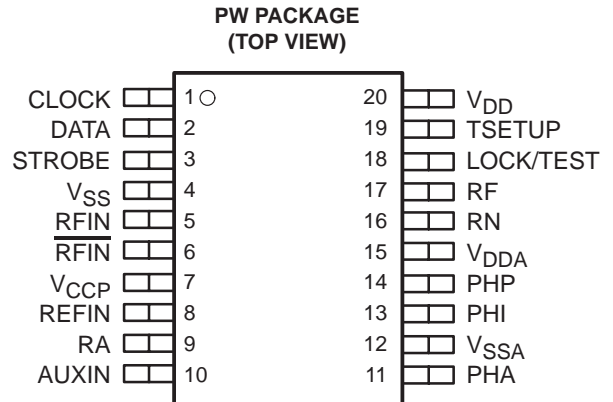 PW PACKAGE
(TOP VIEW)
CLOCK 1 20 VDD
DATA 2 19 TSETUP
STROBE 3 18 LOCK/TEST
VSS 4 17 RF
RFIN 5 16 RN
RFIN 6 15 VDDA
VCCP 7 14 PHP
REFIN 8 13 PHI
RA 9 12 VSSA
AUXIN 10 11 PHA